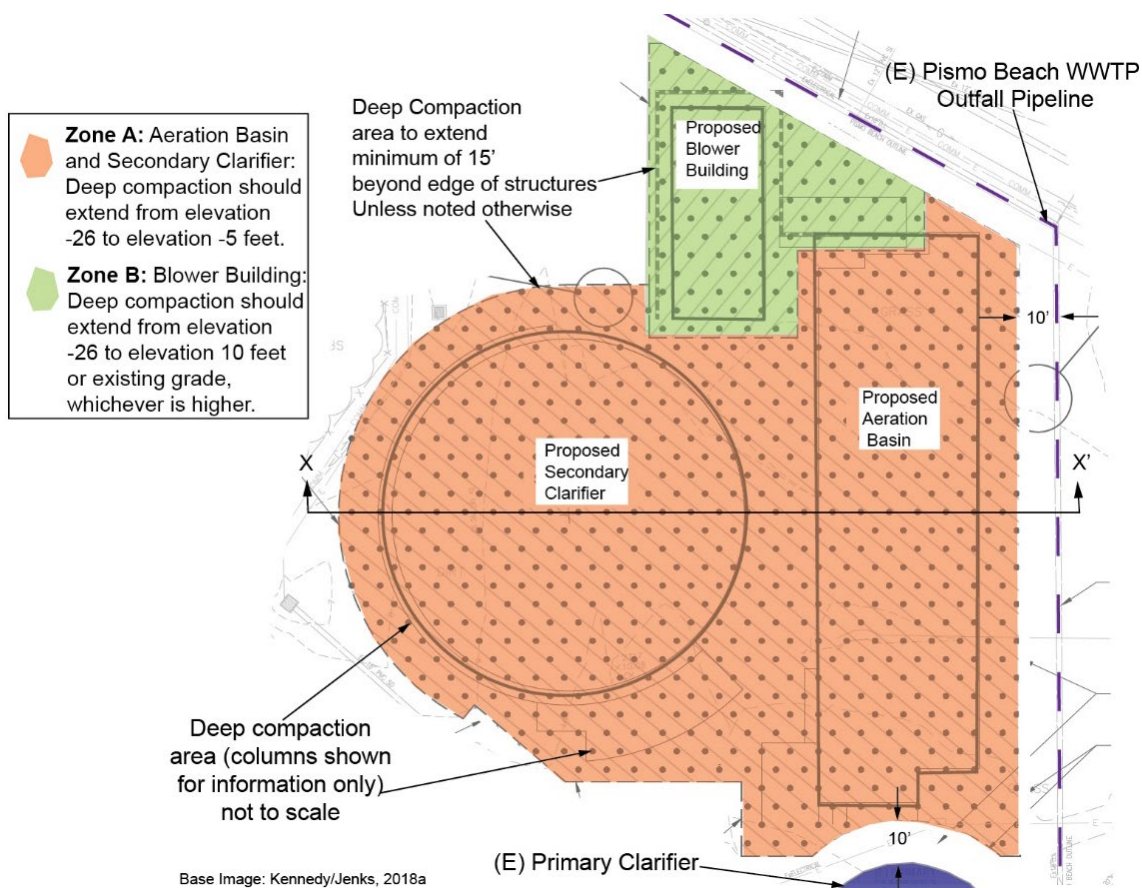 (E) Pismo Beach WWTP
Outfall Pipeline
Zone A: Aeration Basin
and Secondary Clarifier:
Deep compaction should
extend from elevation
-26 to elevation -5 feet.
Zone B: Blower Building:
Deep compaction should
extend from elevation
-26 to elevation 10 feet
or existing grade,
whichever is higher.
Deep Compaction
area to extend
minimum of 15'
beyond edge of structures
Unless noted otherwise
Proposed
Blower
Building
10'
Proposed
Aeration
Basin
Proposed
Secondary
Clarifier
X
X'
Deep compaction
area (columns shown
for information only)
not to scale
10'
(E) Primary Clarifier
Base Image: Kennedy/Jenks, 2018a